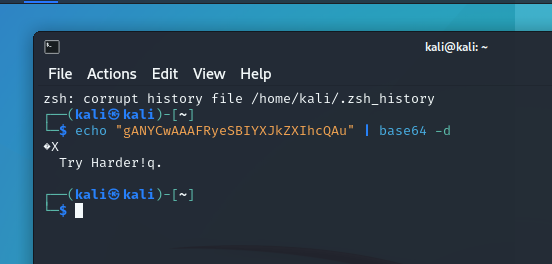 kali@kali: ~
File Actions Edit View Help
zsh: corrupt history file /home/kali/.zsh_history
┌──(kali㉿kali)-[~]
└─$ echo "gANYCwAAAFRyeSBIYXJkZXIhcQAu" | base64 -d
�X
Try Harder!q.
┌──(kali㉿kali)-[~]
└─$